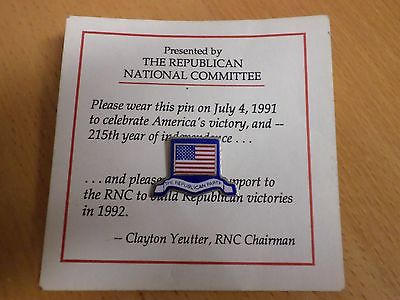 Presented by
THE REPUBLICAN
NATIONAL COMMITTEE
Please wear this pin on July 4, 1991
to celebrate America's victory, and --
215th year of independence . . .
THE REPUBLICAN PARTY
. . . and please support to
the RNC to build Republican victories
in 1992.
-- Clayton Yeutter, RNC Chairman